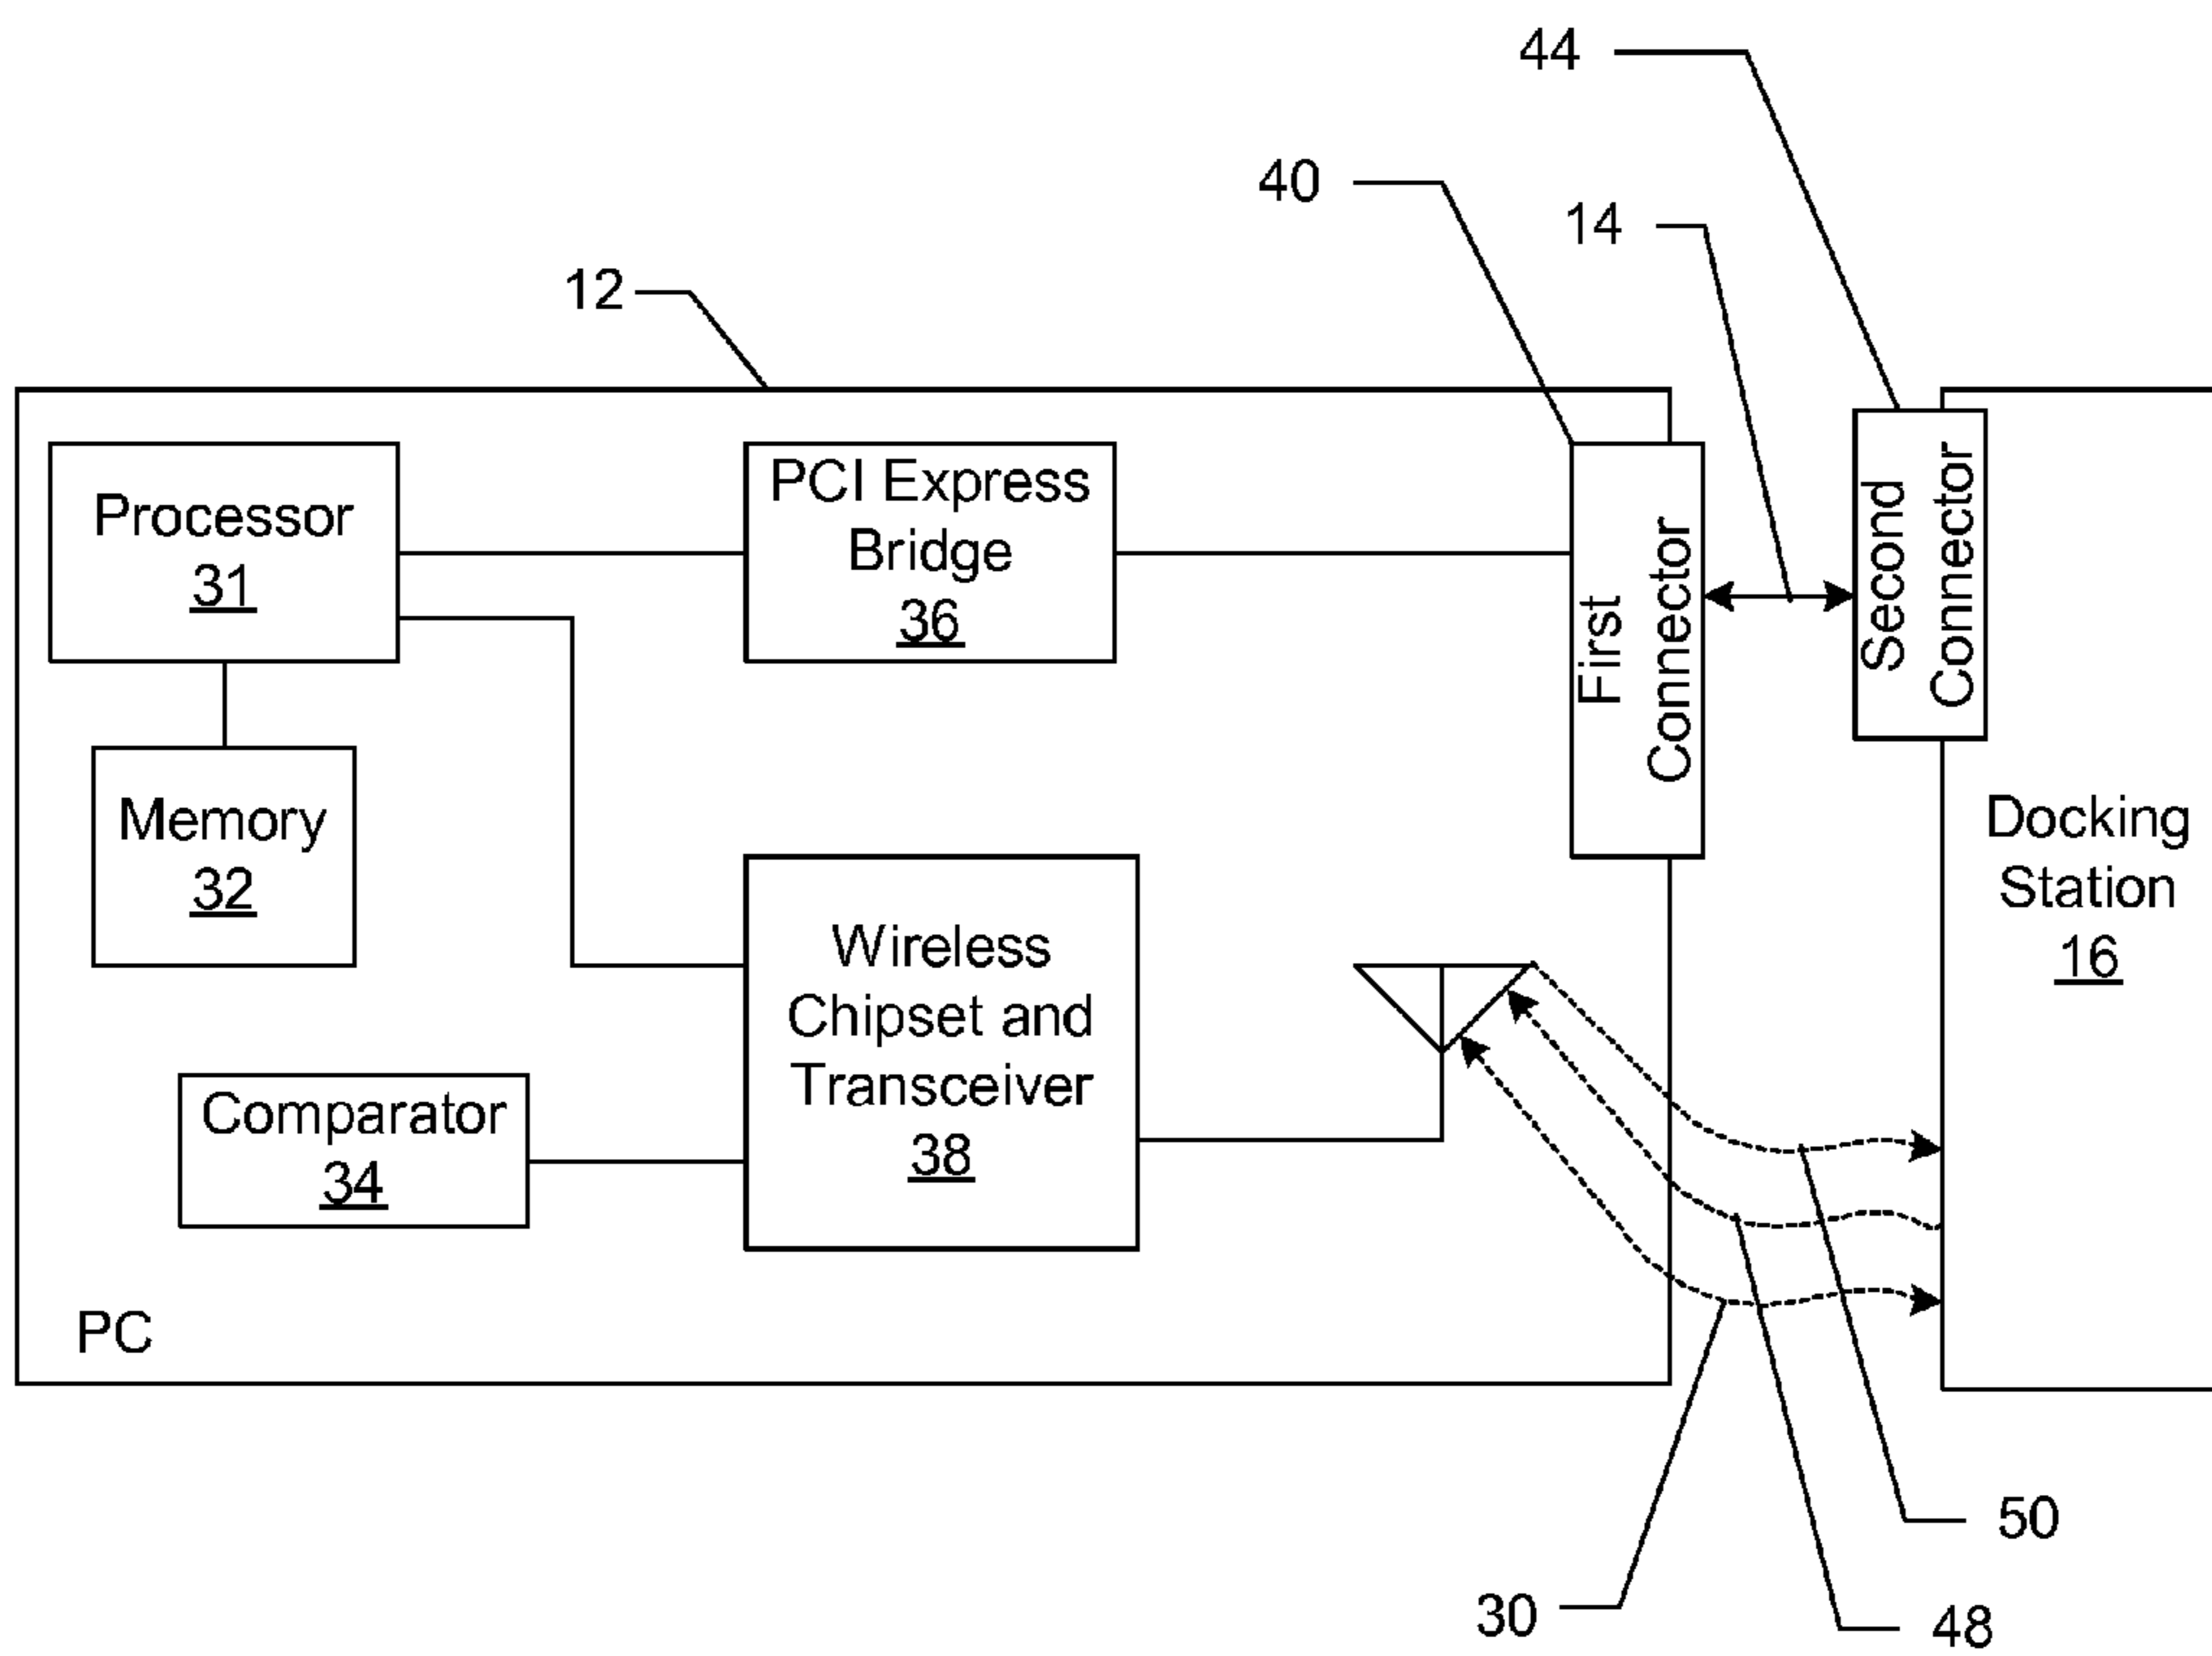 44
40
14
12
Processor
31
PCI Express
Bridge
36
First
Connector
Second
Connector
Memory
32
Docking
Station
16
Wireless
Chipset and
Transceiver
38
Comparator
34
PC
50
30
48